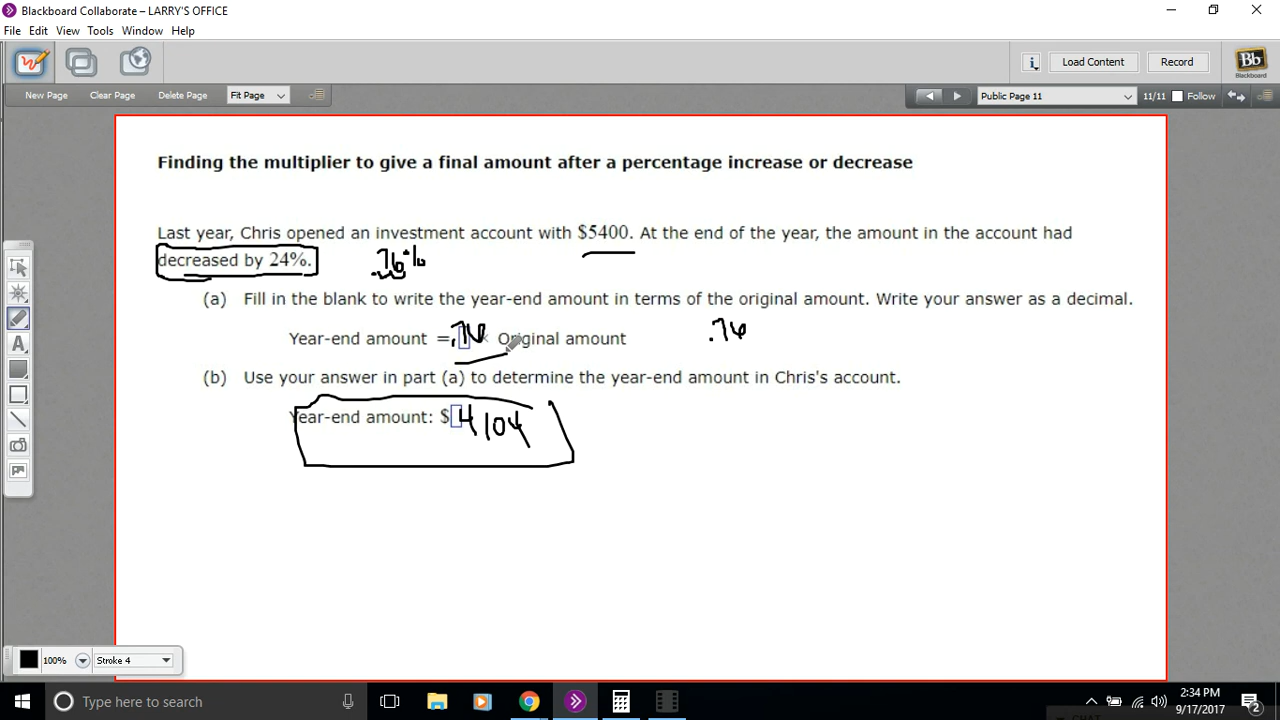 Blackboard Collaborate - LARRY'S OFFICE
File Edit View Tools Window Help
Load Content Record Bb Blackboard
New Page Clear Page Delete Page Fit Page Public Page 11 11/11 Follow
Finding the multiplier to give a final amount after a percentage increase or decrease
Last year, Chris opened an investment account with $5400. At the end of the year, the amount in the account had
decreased by 24%. 76%
(a) Fill in the blank to write the year-end amount in terms of the original amount. Write your answer as a decimal.
Year-end amount = .76 × Original amount .76
(b) Use your answer in part (a) to determine the year-end amount in Chris's account.
Year-end amount: $ 4104
100% Stroke 4
Type here to search
2:34 PM
9/17/2017
2